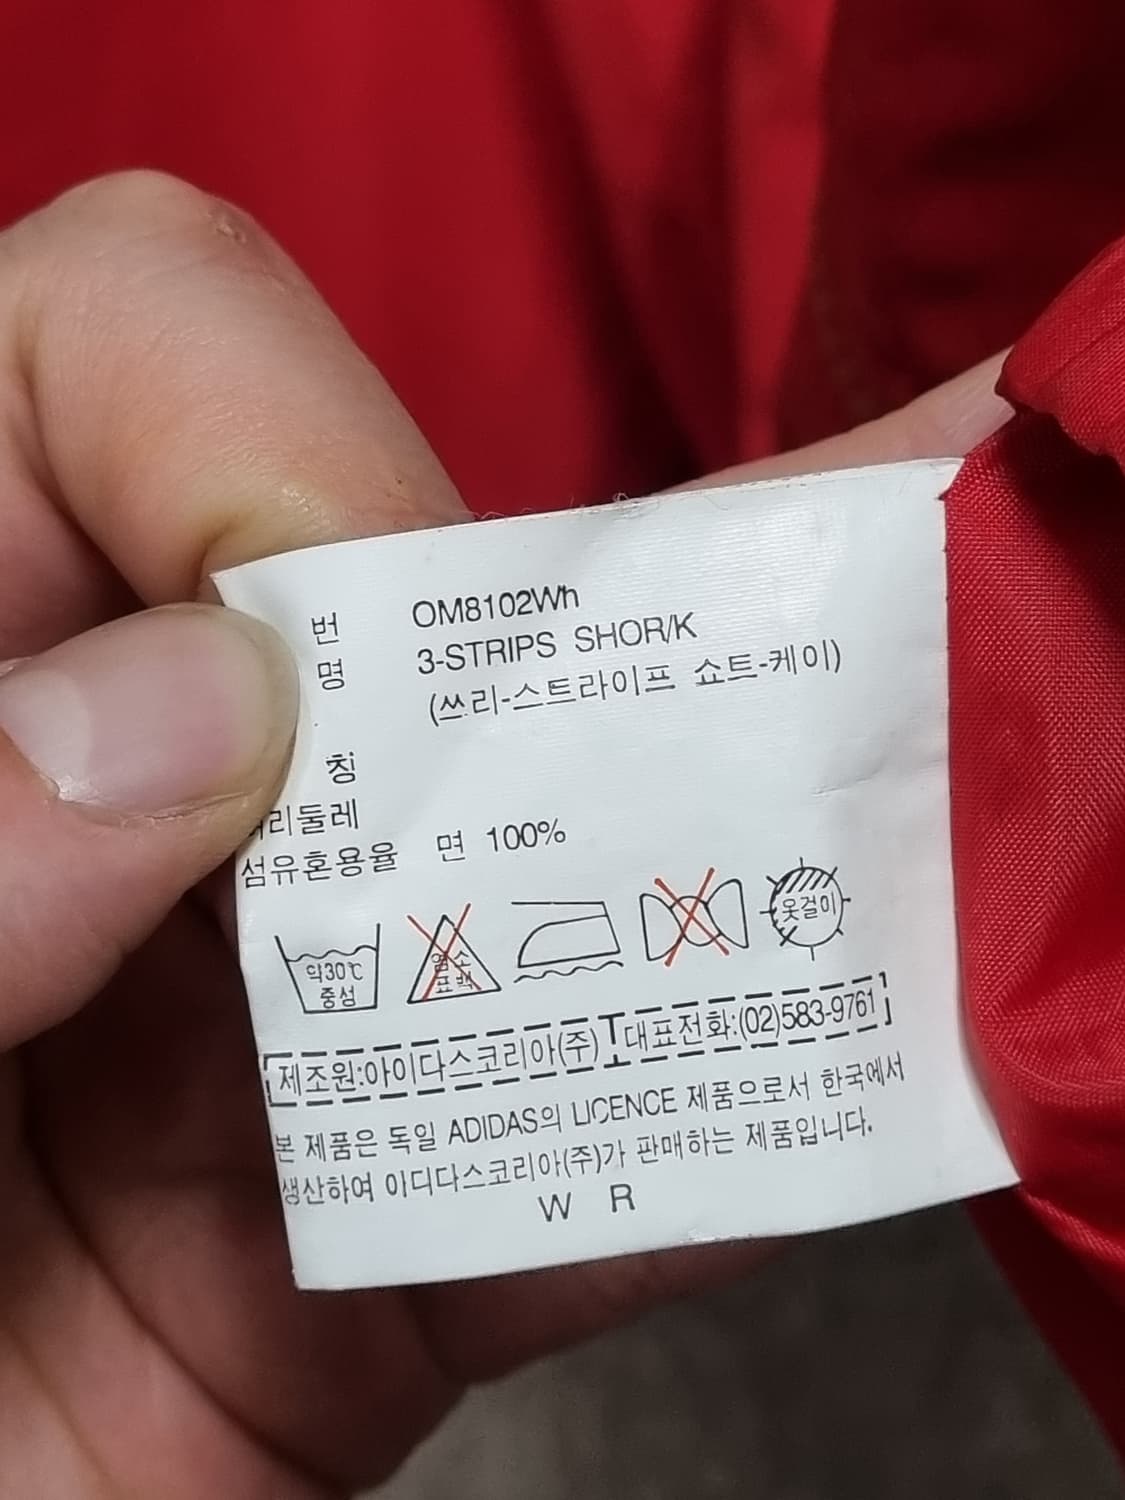 번 OM8102Wh
명 3-STRIPS SHOR/K
(쓰리-스트라이프 쇼트-케이)
칭
리둘레
섬유혼용율 면 100%
약30℃
중성
염소
표백
옷걸이
제조원:아이다스코리아(주) 대표전화:(02)583-9761
본 제품은 독일 ADIDAS의 LICENCE 제품으로서 한국에서
생산하여 이디다스코리아(주)가 판매하는 제품입니다.
W R